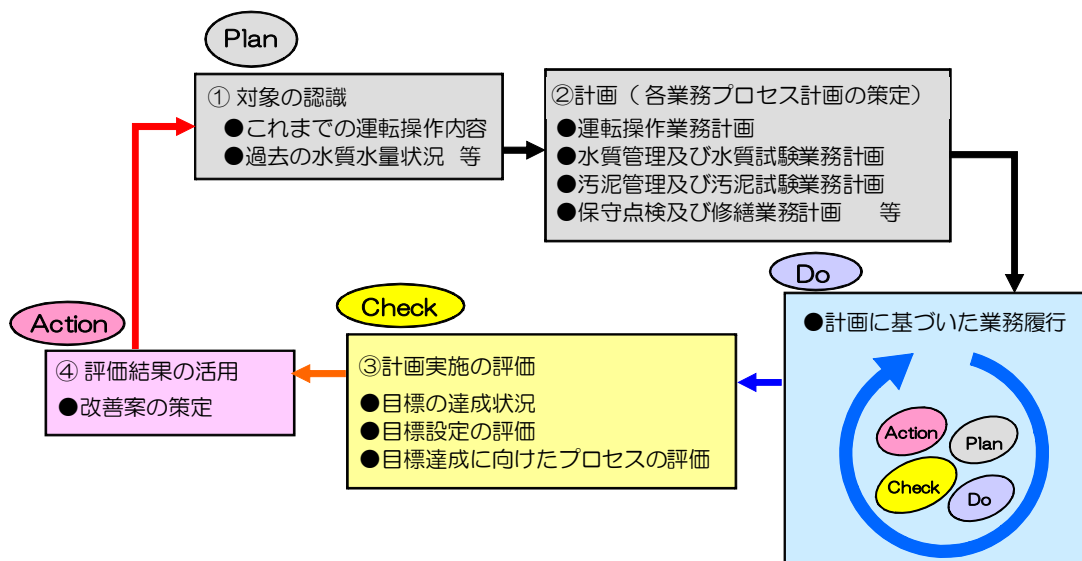 Plan
① 対象の認識
●これまでの運転操作内容
●過去の水質水量状況 等
②計画（各業務プロセス計画の策定）
●運転操作業務計画
●水質管理及び水質試験業務計画
●汚泥管理及び汚泥試験業務計画
●保守点検及び修繕業務計画 等
Do
●計画に基づいた業務履行
Action
Plan
Check
Do
Check
③計画実施の評価
●目標の達成状況
●目標設定の評価
●目標達成に向けたプロセスの評価
Action
④ 評価結果の活用
●改善案の策定